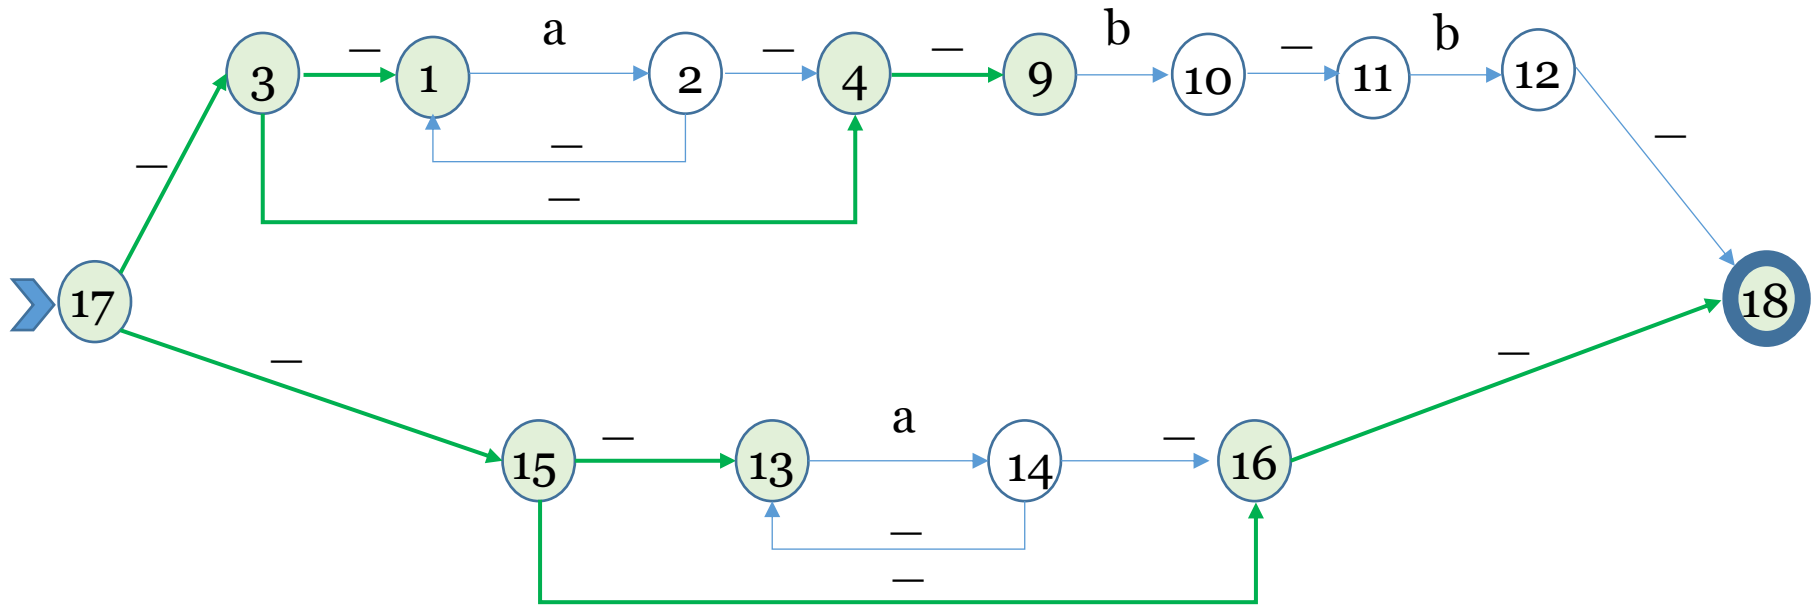 a b b
— — — —
3 1 2 4 9 10 11 12
—
—
—
—
17 18
— —
a
— —
15 13 14 16
—
—